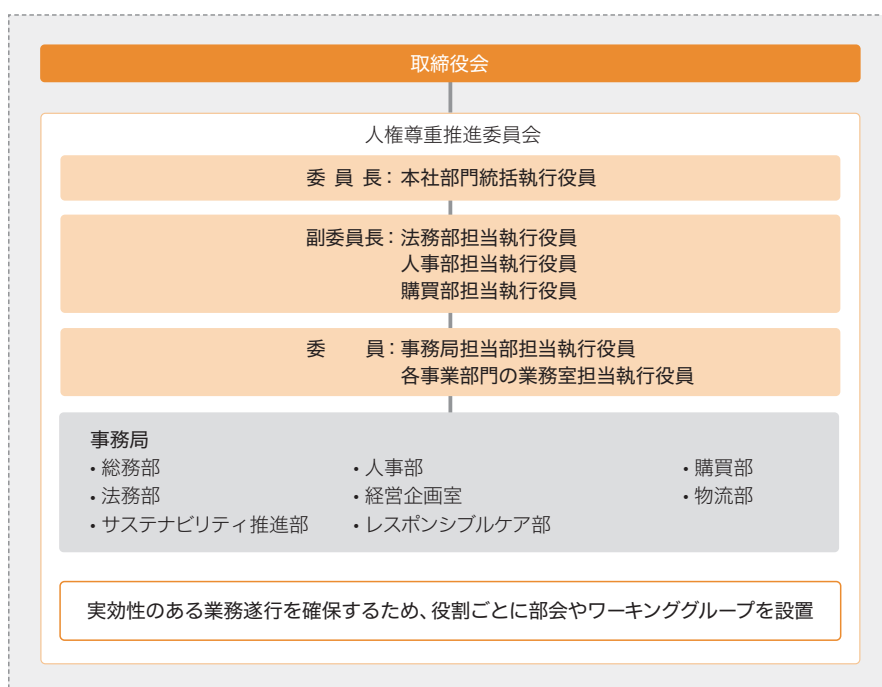 取締役会
人権尊重推進委員会
委 員 長：本社部門統括執行役員
副委員長：法務部担当執行役員
人事部担当執行役員
購買部担当執行役員
委　　員：事務局担当部担当執行役員
各事業部門の業務室担当執行役員
事務局
・総務部
・法務部
・サステナビリティ推進部
・人事部
・経営企画室
・レスポンシブルケア部
・購買部
・物流部
実効性のある業務遂行を確保するため、役割ごとに部会やワーキンググループを設置